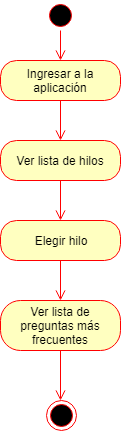 Ingresar a la
aplicación
Ver lista de hilos
Elegir hilo
Ver lista de
preguntas más
frecuentes